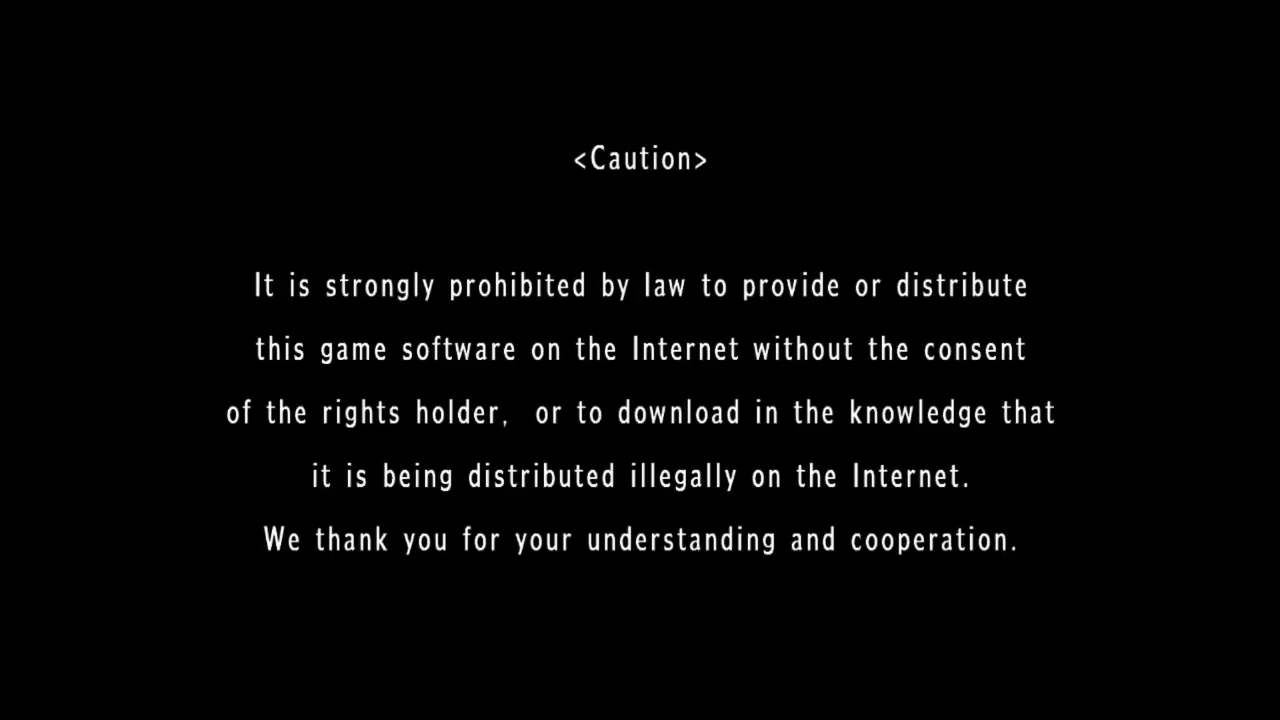 <Caution>
It is strongly prohibited by law to provide or distribute
this game software on the Internet without the consent
of the rights holder, or to download in the knowledge that
it is being distributed illegally on the Internet.
We thank you for your understanding and cooperation.